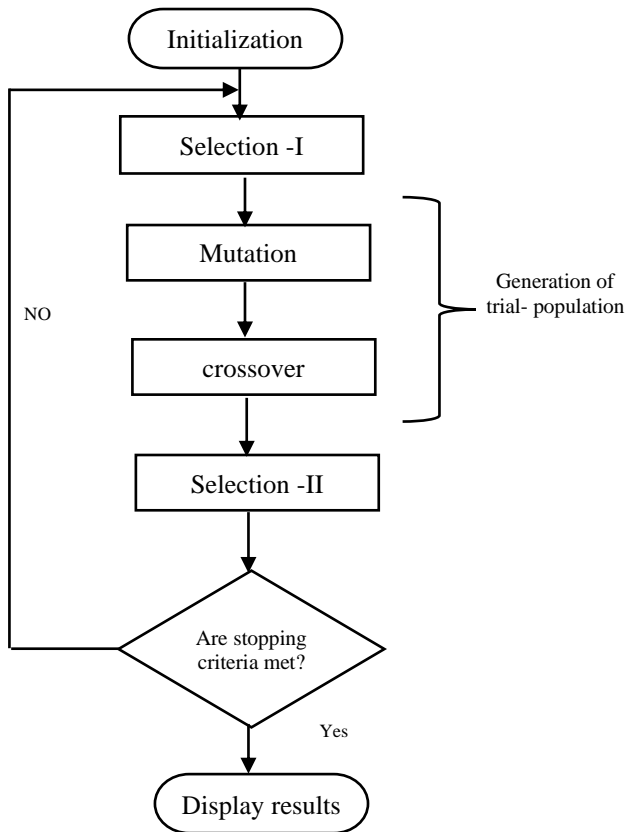 Initialization
Selection -I
Mutation
Generation of
trial- population
NO
crossover
Selection -II
Are stopping
criteria met?
Yes
Display results